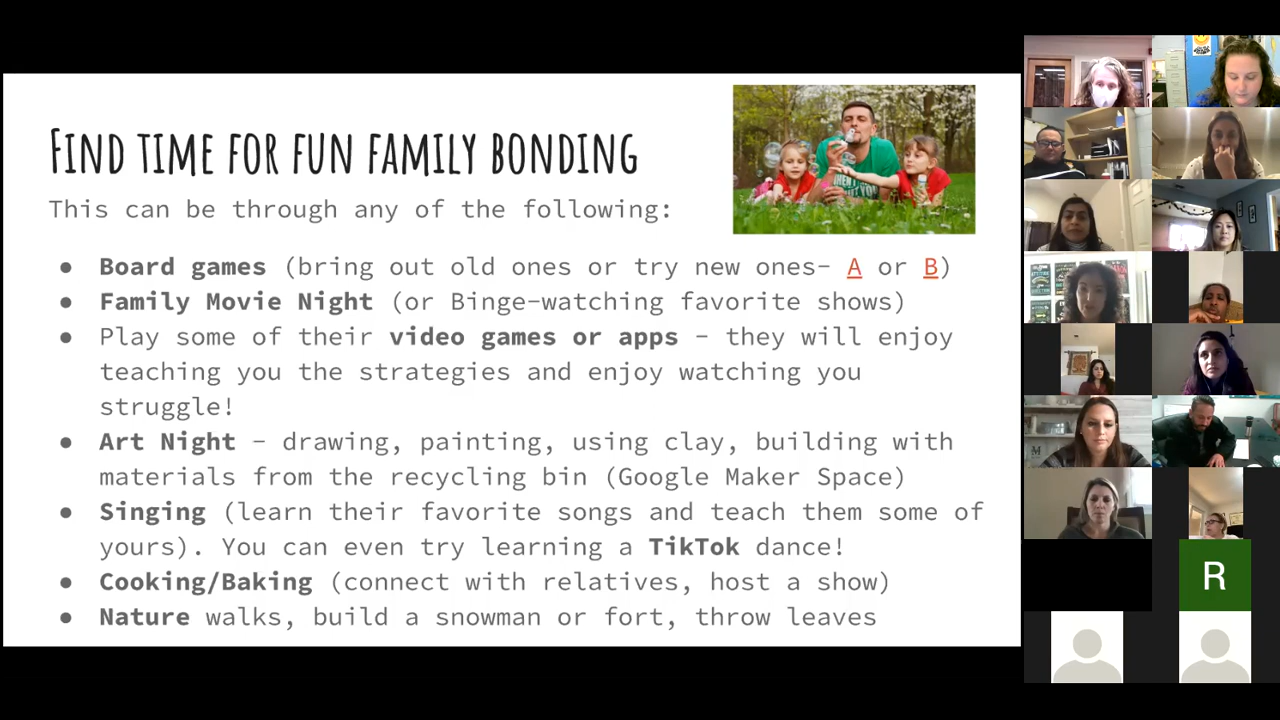 FIND TIME FOR FUN FAMILY BONDING
This can be through any of the following:
● Board games (bring out old ones or try new ones- A or B)
● Family Movie Night (or Binge-watching favorite shows)
● Play some of their video games or apps - they will enjoy
teaching you the strategies and enjoy watching you
struggle!
● Art Night - drawing, painting, using clay, building with
materials from the recycling bin (Google Maker Space)
● Singing (learn their favorite songs and teach them some of
yours). You can even try learning a TikTok dance!
● Cooking/Baking (connect with relatives, host a show)
● Nature walks, build a snowman or fort, throw leaves
R